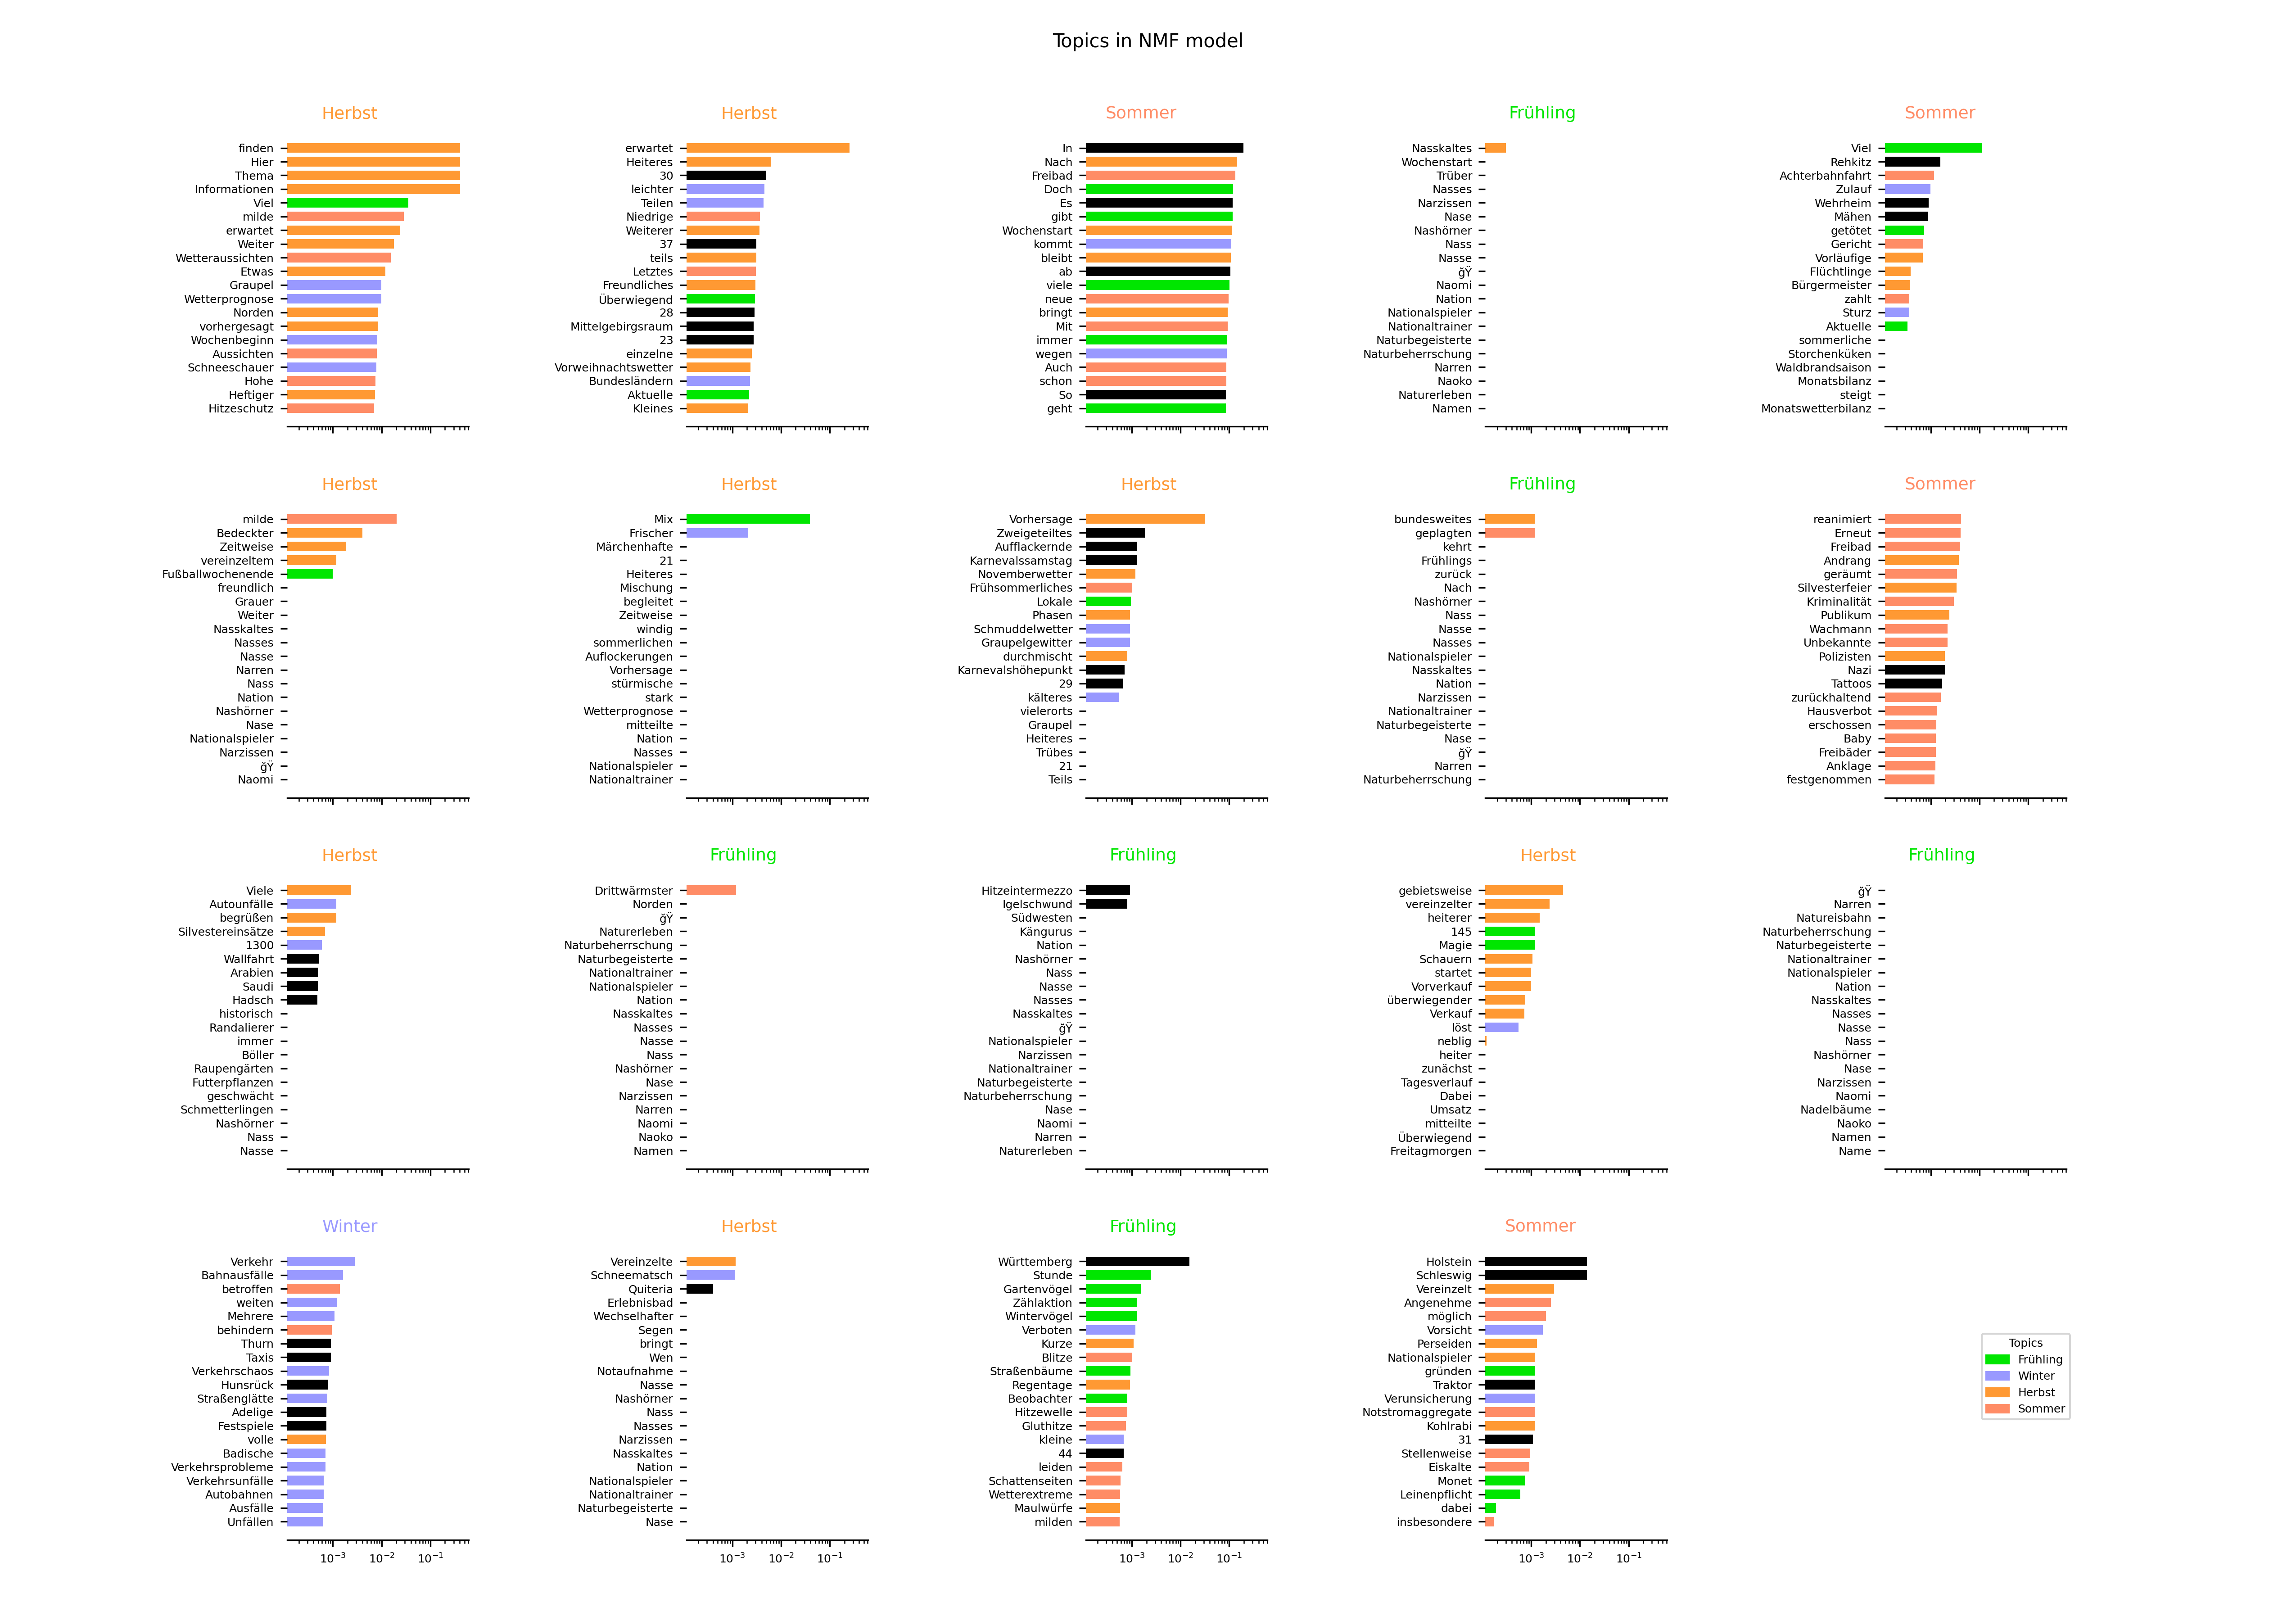 Topics in NMF model
Herbst
finden
Hier
Thema
Informationen
Viel
milde
erwartet
Weiter
Wetteraussichten
Etwas
Graupel
Wetterprognose
Norden
vorhergesagt
Wochenbeginn
Aussichten
Schneeschauer
Hohe
Heftiger
Hitzeschutz
Herbst
erwartet
Heiteres
30
leichter
Teilen
Niedrige
Weiterer
37
teils
Letztes
Freundliches
Überwiegend
28
Mittelgebirgsraum
23
einzelne
Vorweihnachtswetter
Bundesländern
Aktuelle
Kleines
Sommer
In
Nach
Freibad
Doch
Es
gibt
Wochenstart
kommt
bleibt
ab
viele
neue
bringt
Mit
immer
wegen
Auch
schon
So
geht
Frühling
Nasskaltes
Wochenstart
Trüber
Nasses
Narzissen
Nase
Nashörner
Nass
Nasse
ğŸ
Naomi
Nation
Nationalspieler
Nationaltrainer
Naturbegeisterte
Naturbeherrschung
Narren
Naoko
Naturerleben
Namen
Sommer
Viel
Rehkitz
Achterbahnfahrt
Zulauf
Wehrheim
Mähen
getötet
Gericht
Vorläufige
Flüchtlinge
Bürgermeister
zahlt
Sturz
Aktuelle
sommerliche
Storchenküken
Waldbrandsaison
Monatsbilanz
steigt
Monatswetterbilanz
Herbst
milde
Bedeckter
Zeitweise
vereinzeltem
Fußballwochenende
freundlich
Grauer
Weiter
Nasskaltes
Nasses
Nasse
Narren
Nass
Nation
Nashörner
Nase
Nationalspieler
Narzissen
ğŸ
Naomi
Herbst
Mix
Frischer
Märchenhafte
21
Heiteres
Mischung
begleitet
Zeitweise
windig
sommerlichen
Auflockerungen
Vorhersage
stürmische
stark
Wetterprognose
mitteilte
Nation
Nasses
Nationalspieler
Nationaltrainer
Herbst
Vorhersage
Zweigeteiltes
Aufflackernde
Karnevalssamstag
Novemberwetter
Frühsommerliches
Lokale
Phasen
Schmuddelwetter
Graupelgewitter
durchmischt
Karnevalshöhepunkt
29
kälteres
vielerorts
Graupel
Heiteres
Trübes
21
Teils
Frühling
bundesweites
geplagten
kehrt
Frühlings
zurück
Nach
Nashörner
Nass
Nasse
Nasses
Nationalspieler
Nasskaltes
Nation
Narzissen
Nationaltrainer
Naturbegeisterte
Nase
ğŸ
Narren
Naturbeherrschung
Sommer
reanimiert
Erneut
Freibad
Andrang
geräumt
Silvesterfeier
Kriminalität
Publikum
Wachmann
Unbekannte
Polizisten
Nazi
Tattoos
zurückhaltend
Hausverbot
erschossen
Baby
Freibäder
Anklage
festgenommen
Herbst
Viele
Autounfälle
begrüßen
Silvestereinsätze
1300
Wallfahrt
Arabien
Saudi
Hadsch
historisch
Randalierer
immer
Böller
Raupengärten
Futterpflanzen
geschwächt
Schmetterlingen
Nashörner
Nass
Nasse
Frühling
Drittwärmster
Norden
ğŸ
Naturerleben
Naturbeherrschung
Naturbegeisterte
Nationaltrainer
Nationalspieler
Nation
Nasskaltes
Nasses
Nasse
Nass
Nashörner
Nase
Narzissen
Narren
Naomi
Naoko
Namen
Frühling
Hitzeintermezzo
Igelschwund
Südwesten
Kängurus
Nation
Nashörner
Nass
Nasse
Nasses
Nasskaltes
ğŸ
Nationalspieler
Narzissen
Nationaltrainer
Naturbegeisterte
Naturbeherrschung
Nase
Naomi
Narren
Naturerleben
Herbst
gebietsweise
vereinzelter
heiterer
145
Magie
Schauern
startet
Vorverkauf
überwiegender
Verkauf
löst
neblig
heiter
zunächst
Tagesverlauf
Dabei
Umsatz
mitteilte
Überwiegend
Freitagmorgen
Frühling
ğŸ
Narren
Natureisbahn
Naturbeherrschung
Naturbegeisterte
Nationaltrainer
Nationalspieler
Nation
Nasskaltes
Nasses
Nasse
Nass
Nashörner
Nase
Narzissen
Naomi
Nadelbäume
Naoko
Namen
Name
Winter
Verkehr
Bahnausfälle
betroffen
weiten
Mehrere
behindern
Thurn
Taxis
Verkehrschaos
Hunsrück
Straßenglätte
Adelige
Festspiele
volle
Badische
Verkehrsprobleme
Verkehrsunfälle
Autobahnen
Ausfälle
Unfällen
10⁻³ 10⁻² 10⁻¹
Herbst
Vereinzelte
Schneematsch
Quiteria
Erlebnisbad
Wechselhafter
Segen
bringt
Wen
Notaufnahme
Nasse
Nashörner
Nass
Nasses
Narzissen
Nasskaltes
Nation
Nationalspieler
Nationaltrainer
Naturbegeisterte
Nase
10⁻³ 10⁻² 10⁻¹
Frühling
Württemberg
Stunde
Gartenvögel
Zählaktion
Wintervögel
Verboten
Kurze
Blitze
Straßenbäume
Regentage
Beobachter
Hitzewelle
Gluthitze
kleine
44
leiden
Schattenseiten
Wetterextreme
Maulwürfe
milden
10⁻³ 10⁻² 10⁻¹
Sommer
Holstein
Schleswig
Vereinzelt
Angenehme
möglich
Vorsicht
Perseiden
Nationalspieler
gründen
Traktor
Verunsicherung
Notstromaggregate
Kohlrabi
31
Stellenweise
Eiskalte
Monet
Leinenpflicht
dabei
insbesondere
10⁻³ 10⁻² 10⁻¹
Topics
Frühling
Winter
Herbst
Sommer